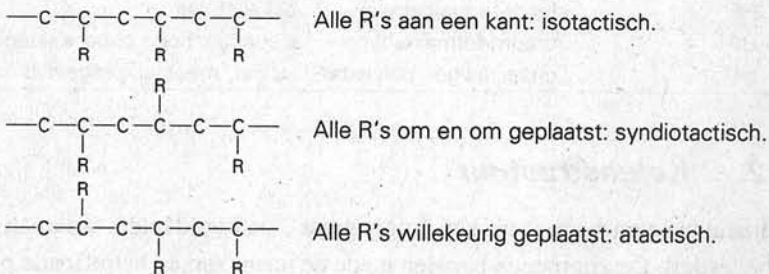 —C—C—C—C—C—C— Alle R's aan een kant: isotactisch.
R R R
R
—C—C—C—C—C—C— Alle R's om en om geplaatst: syndiotactisch.
R R
R
—C—C—C—C—C—C— Alle R's willekeurig geplaatst: atactisch.
R R